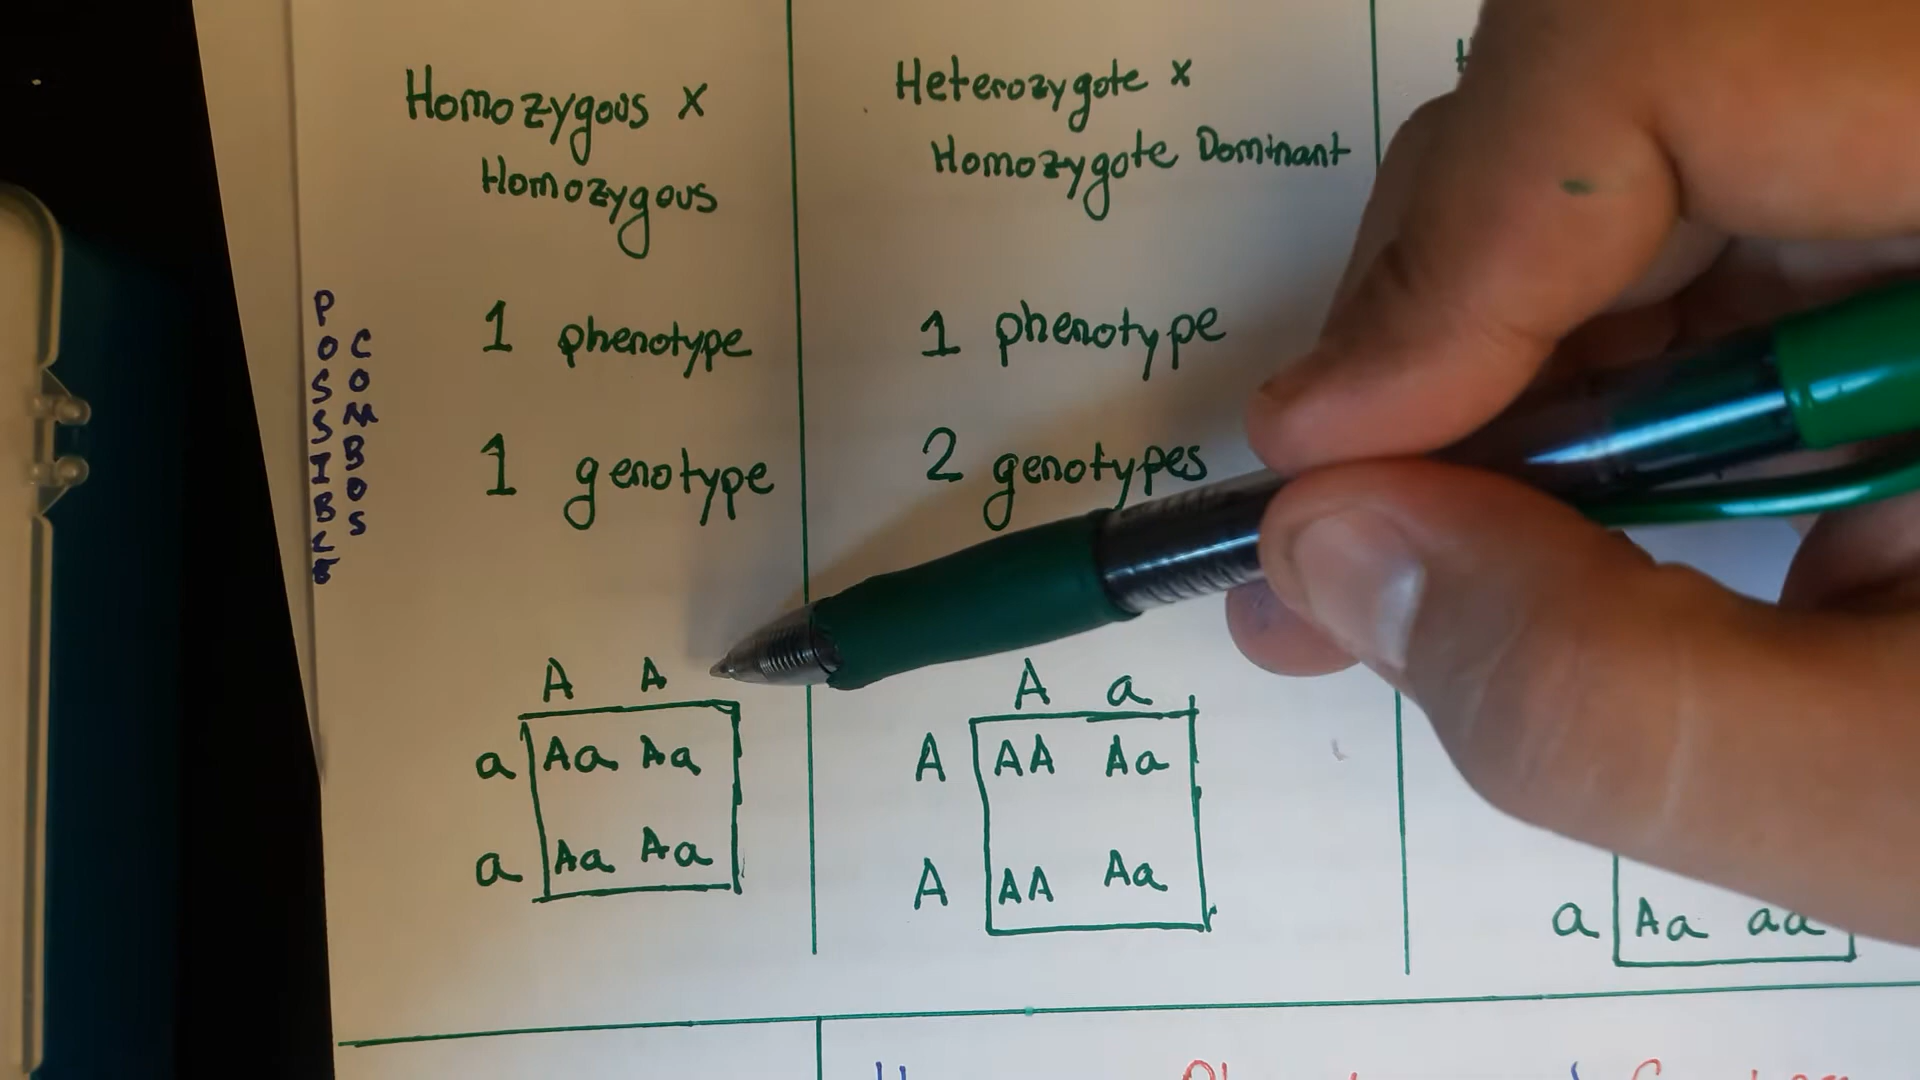 Homozygous x
Homozygous
1 phenotype
1 genotype
POSSIBLE
COMBOS
A A
a Aa Aa
a Aa Aa
Heterozygote x
Homozygote Dominant
1 phenotype
2 genotypes
A a
A AA Aa
A AA Aa
a Aa aa